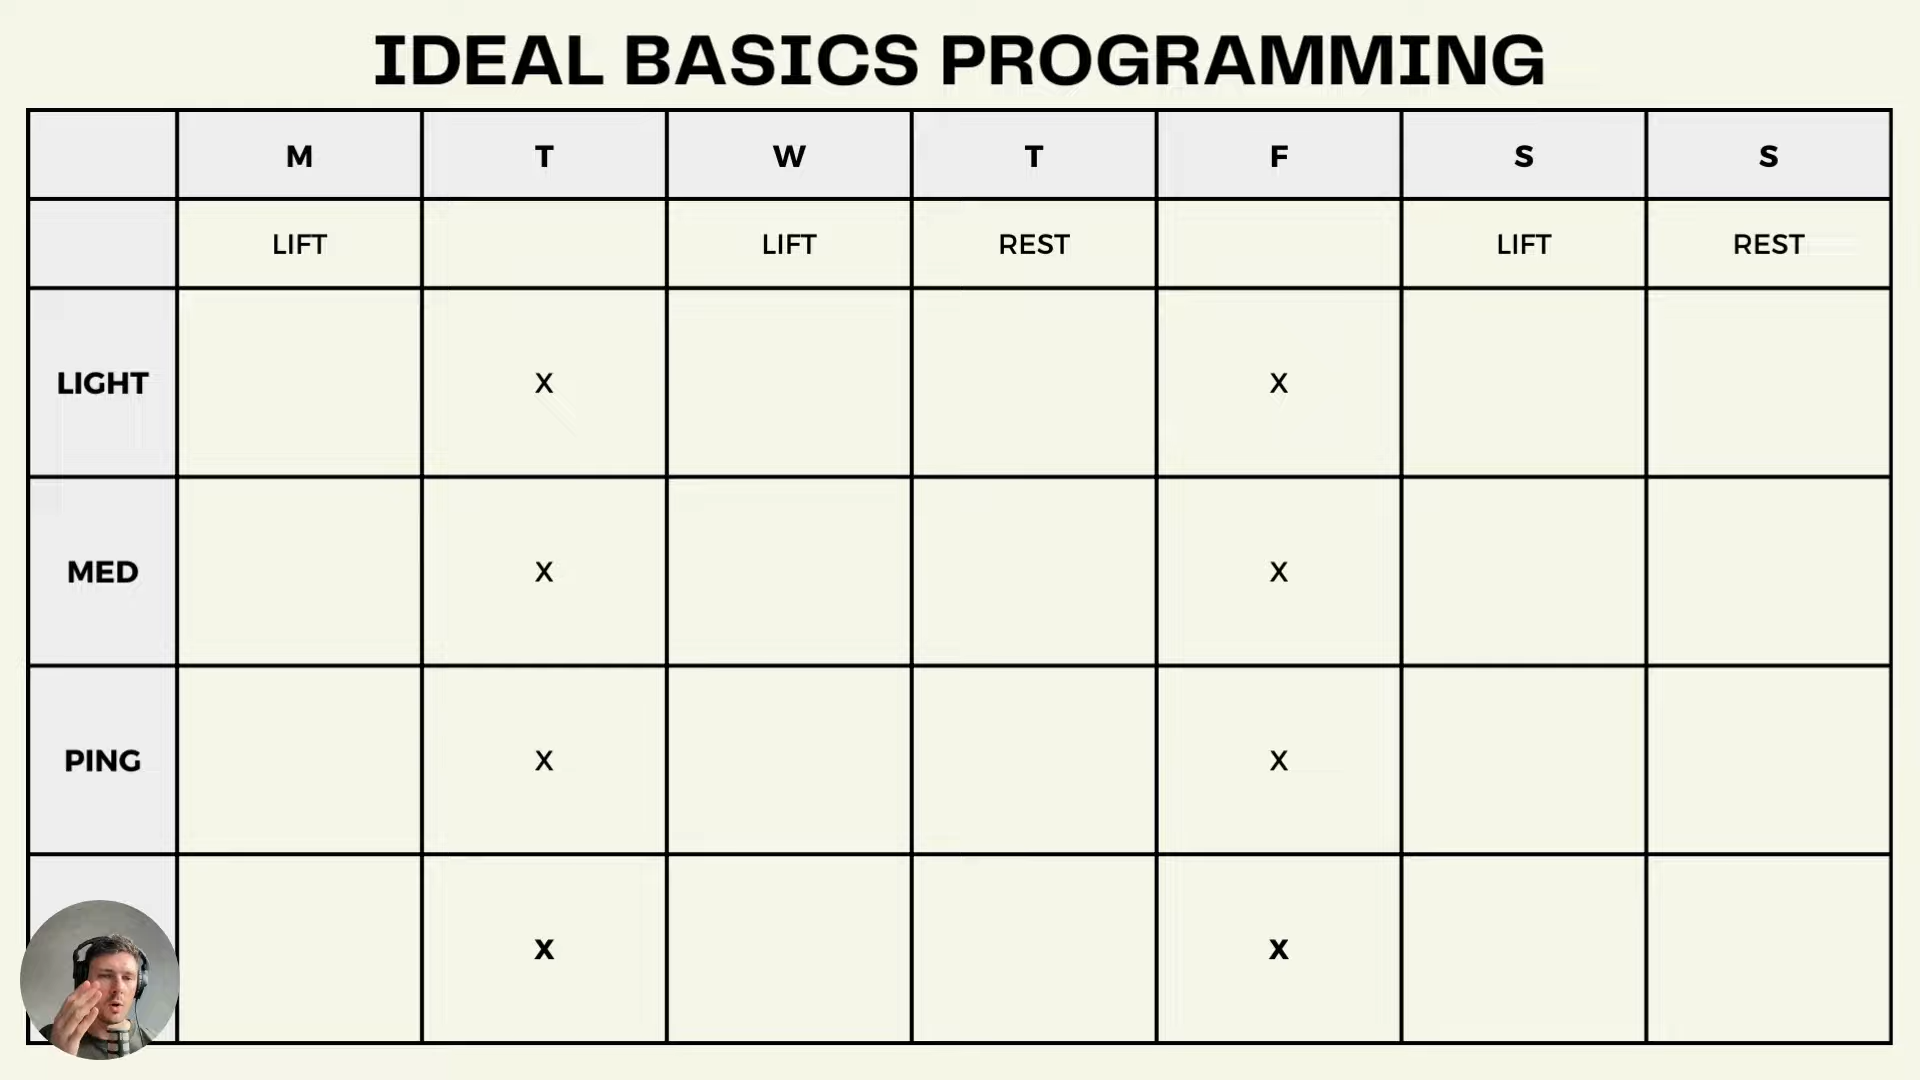 IDEAL BASICS PROGRAMMING
M T W T F S S
LIFT LIFT REST LIFT REST
LIGHT X X
MED X X
PING X X
X X